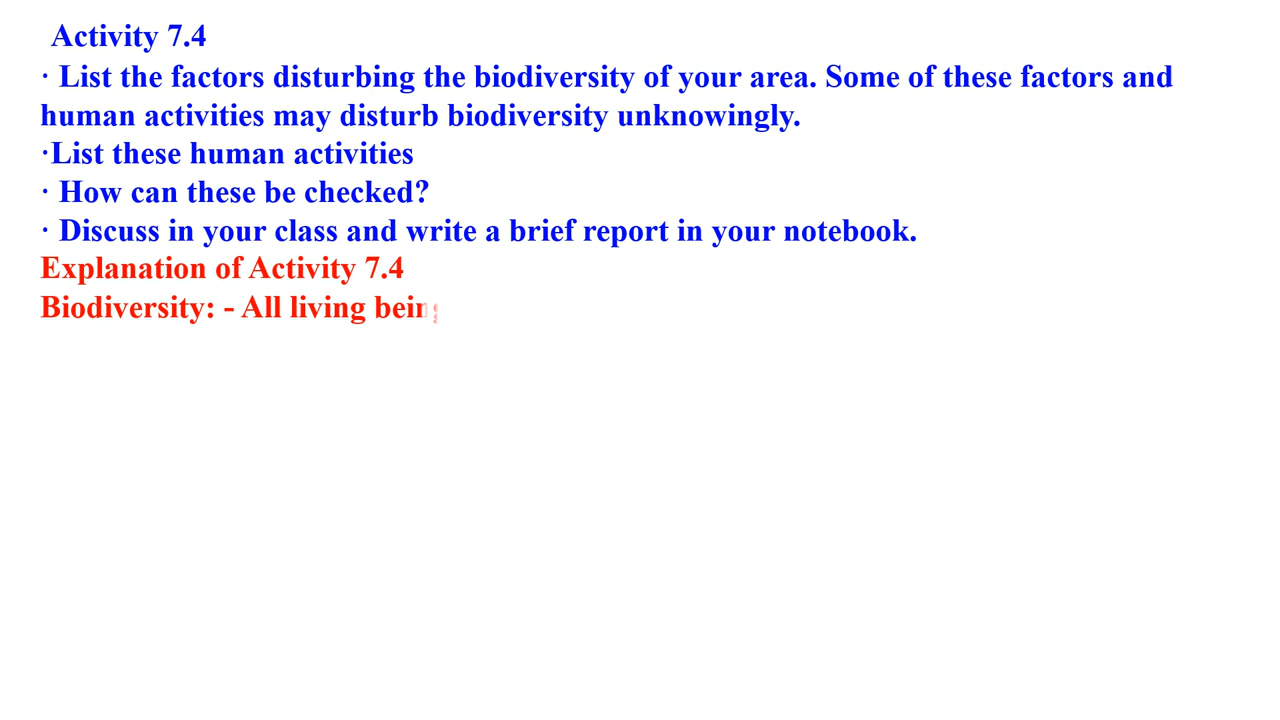 Activity 7.4
· List the factors disturbing the biodiversity of your area. Some of these factors and
human activities may disturb biodiversity unknowingly.
·List these human activities
· How can these be checked?
· Discuss in your class and write a brief report in your notebook.
Explanation of Activity 7.4
Biodiversity: - All living